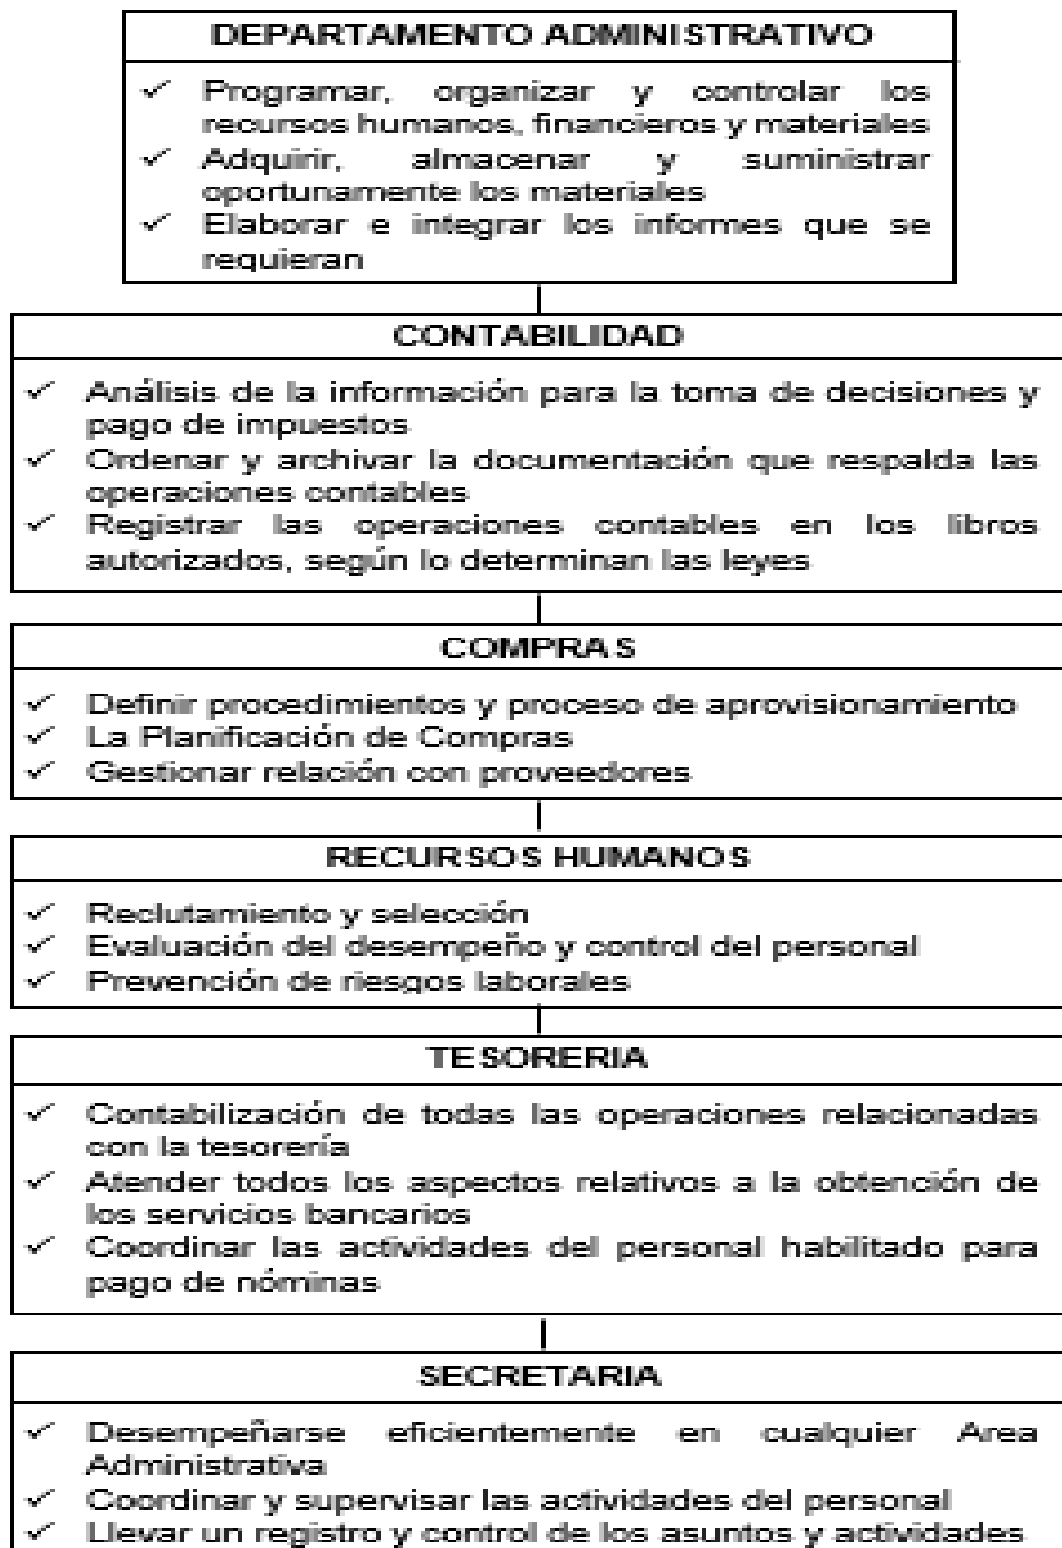 DEPARTAMENTO ADMINISTRATIVO
✓ Programar, organizar y controlar los
recursos humanos, financieros y materiales
✓ Adquirir, almacenar y suministrar
oportunamente los materiales
✓ Elaborar e integrar los informes que se
requieran
CONTABILIDAD
✓ Análisis de la información para la toma de decisiones y
pago de impuestos
✓ Ordenar y archivar la documentación que respalda las
operaciones contables
✓ Registrar las operaciones contables en los libros
autorizados, según lo determinan las leyes
COMPRAS
✓ Definir procedimientos y proceso de aprovisionamiento
✓ La Planificación de Compras
✓ Gestionar relación con proveedores
RECURSOS HUMANOS
✓ Reclutamiento y selección
✓ Evaluación del desempeño y control del personal
✓ Prevención de riesgos laborales
TESORERIA
✓ Contabilización de todas las operaciones relacionadas
con la tesorería
✓ Atender todos los aspectos relativos a la obtención de
los servicios bancarios
✓ Coordinar las actividades del personal habilitado para
pago de nóminas
SECRETARIA
✓ Desempeñarse eficientemente en cualquier Area
Administrativa
✓ Coordinar y supervisar las actividades del personal
✓ Llevar un registro y control de los asuntos y actividades